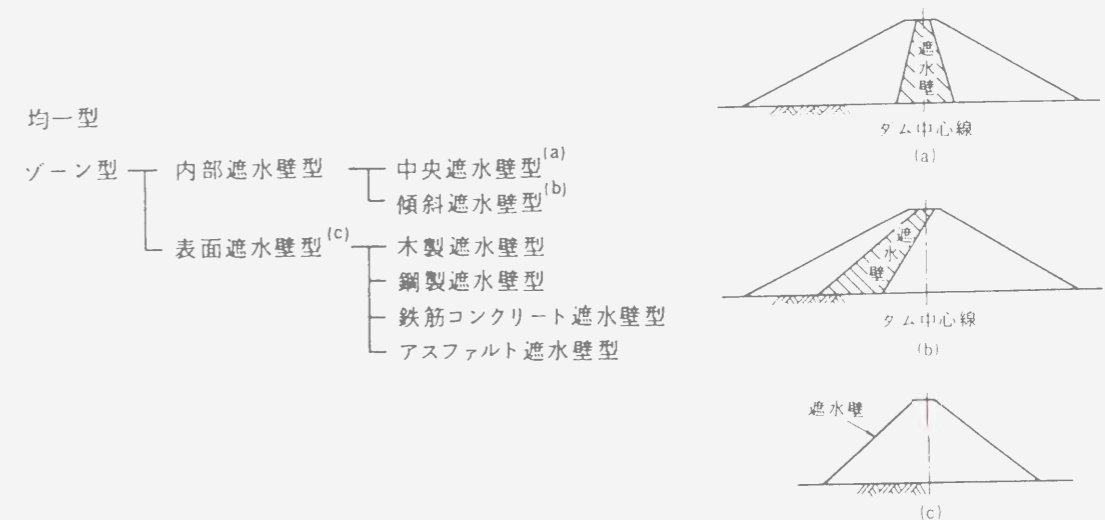 均一型
ゾーン型 内部遮水壁型 中央遮水壁型(a)
傾斜遮水壁型(b)
表面遮水壁型(c) 木製遮水壁型
鋼製遮水壁型
鉄筋コンクリート遮水壁型
アスファルト遮水壁型
遮水壁
ダム中心線
(a)
遮水壁
ダム中心線
(b)
遮水壁
(c)